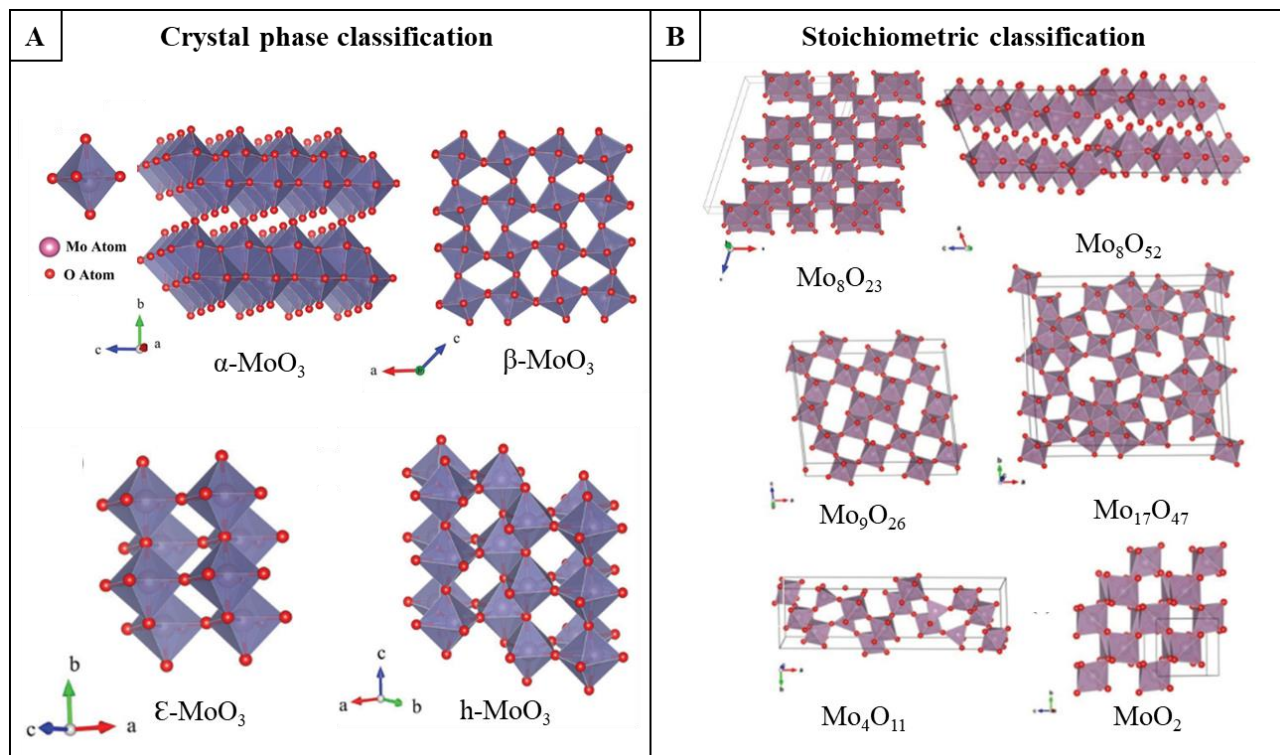 A
Crystal phase classification
B
Stoichiometric classification
Mo Atom
O Atom
b
c
a
α-MoO₃
c
a
β-MoO₃
b
c
a
Ɛ-MoO₃
c
a
b
h-MoO₃
Mo₈O₂₃
Mo₈O₅₂
Mo₉O₂₆
Mo₁₇O₄₇
Mo₄O₁₁
MoO₂